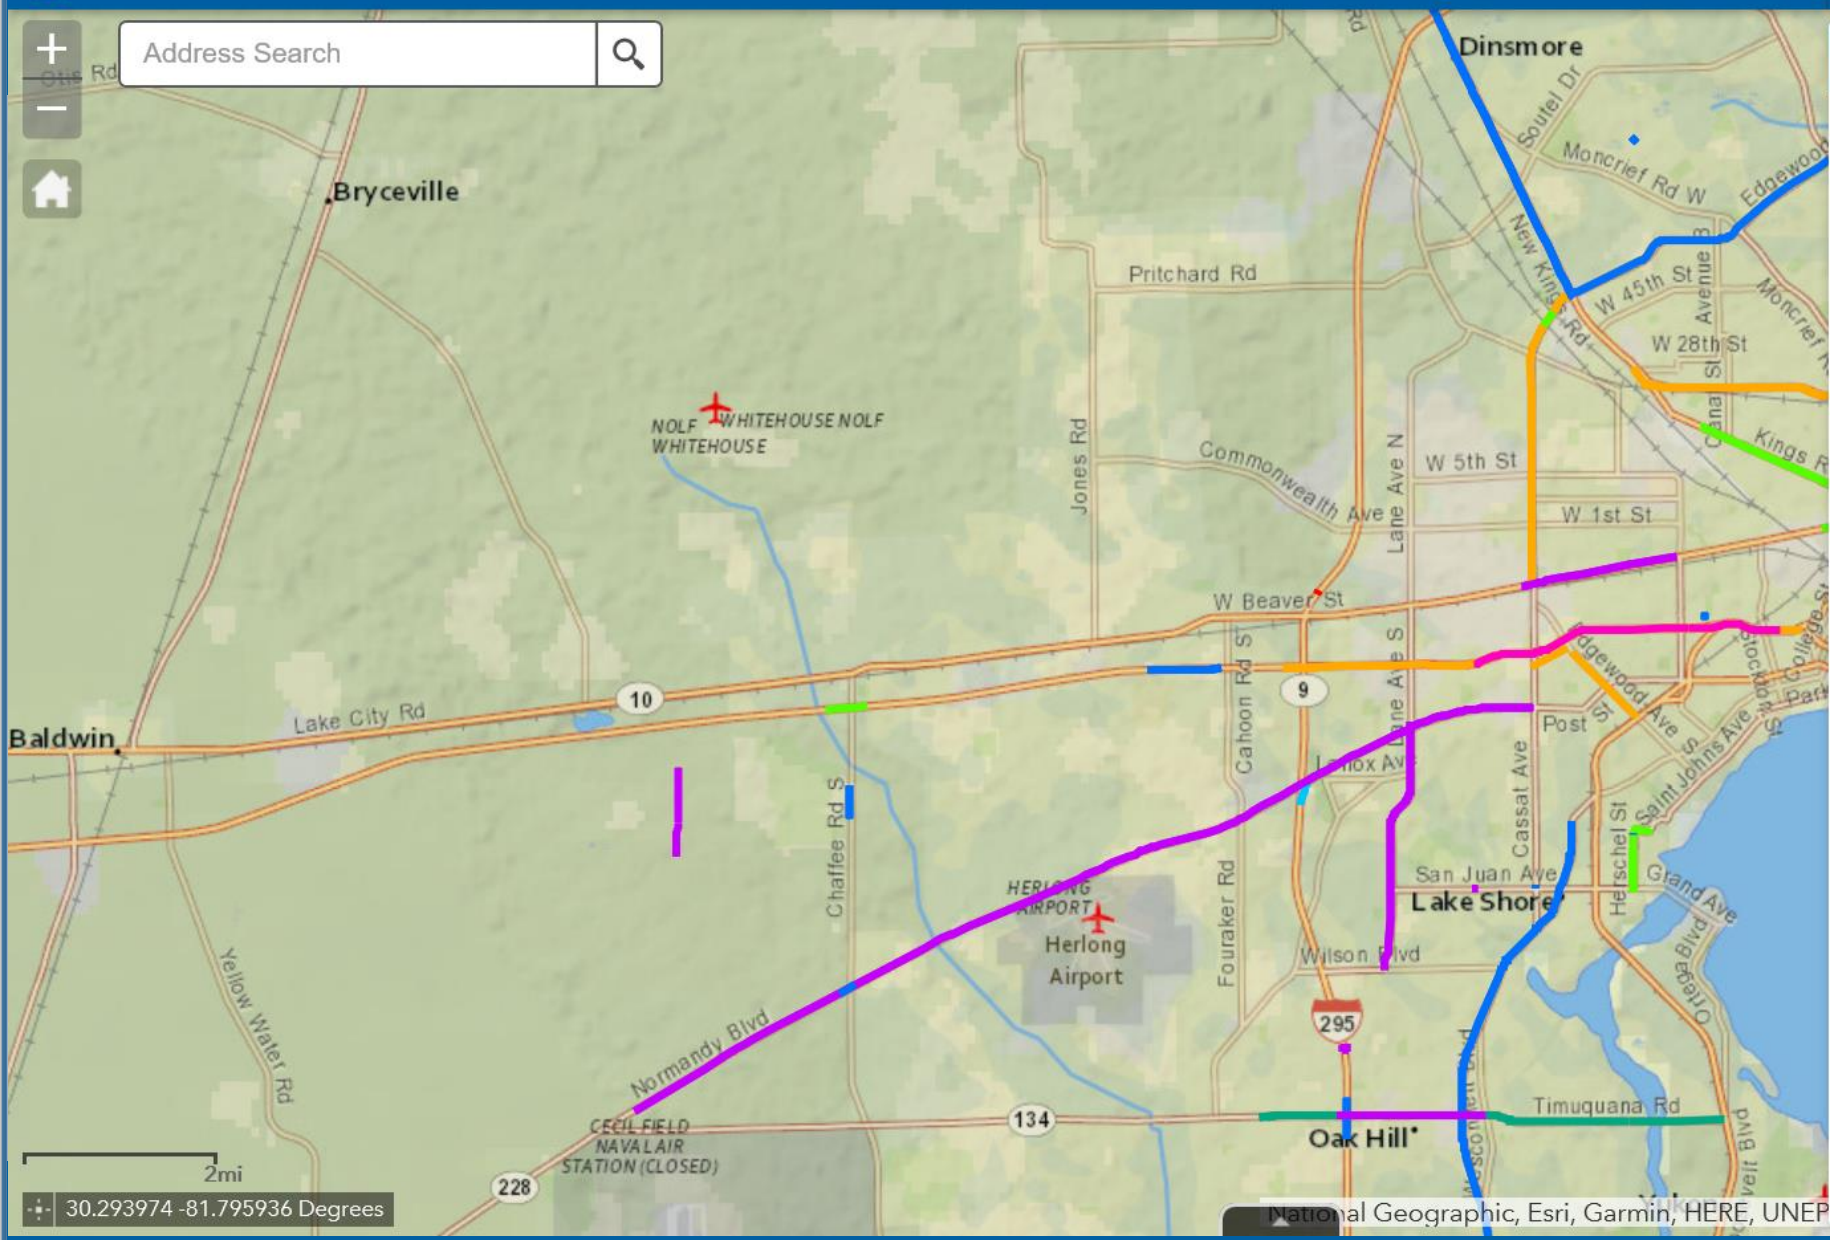 Address Search
Otis Rd
Rd
Dinsmore
Soutel Dr
Moncrief Rd W
Edgewood
Bryceville
New Kings Rd
Avenue B
Pritchard Rd
W 45th St
Moncrief
W 28th St
Canal St
NOLF
WHITEHOUSE
WHITEHOUSE NOLF
Jones Rd
Commonwealth Ave
Lane Ave N
W 5th St
Kings R
W 1st St
W Beaver St
Cahoon Rd S
Lane Ave S
Edgewood Ave S
Stockton St
College St
Park
10
9
Lake City Rd
Baldwin
Post St
Lenox Ave
Cassat Ave
Saint Johns Ave
Chaffee Rd S
Herschel St
San Juan Ave
Lake Shore
Grand Ave
HERLONG
AIRPORT
Herlong
Airport
Fouraker Rd
Wilson Blvd
Ortega Blvd
Yellow Water Rd
Normandy Blvd
295
134
Timuquana Rd
Oak Hill
CECIL FIELD
NAVAL AIR
STATION (CLOSED)
228
velt Blvd
Yukon
2mi
30.293974 -81.795936 Degrees
National Geographic, Esri, Garmin, HERE, UNEP